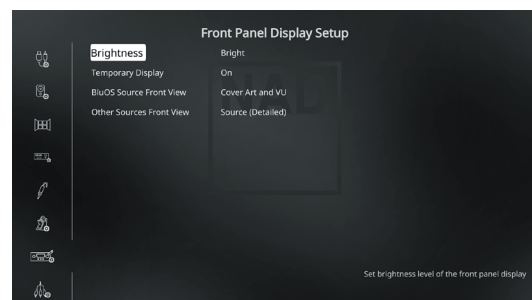 Front Panel Display Setup
Brightness Bright
Temporary Display On
BluOS Source Front View Cover Art and VU
Other Sources Front View Source (Detailed)
NAD
Set brightness level of the front panel display